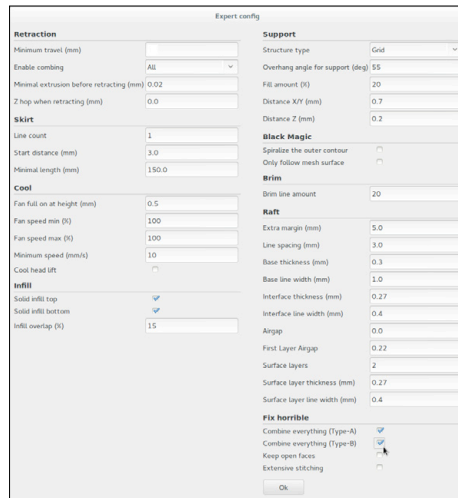 Expert config
Retraction
Minimum travel (mm)
Enable combing All
Minimal extrusion before retracting (mm) 0.02
Z hop when retracting (mm) 0.0
Skirt
Line count 1
Start distance (mm) 3.0
Minimal length (mm) 150.0
Cool
Fan full on at height (mm) 0.5
Fan speed min (%) 100
Fan speed max (%) 100
Minimum speed (mm/s) 10
Cool head lift
Infill
Solid infill top
Solid infill bottom
Infill overlap (%) 15
Support
Structure type Grid
Overhang angle for support (deg) 55
Fill amount (%) 20
Distance X/Y (mm) 0.7
Distance Z (mm) 0.2
Black Magic
Spiralize the outer contour
Only follow mesh surface
Brim
Brim line amount 20
Raft
Extra margin (mm) 5.0
Line spacing (mm) 3.0
Base thickness (mm) 0.3
Base line width (mm) 1.0
Interface thickness (mm) 0.27
Interface line width (mm) 0.4
Airgap 0.0
First Layer Airgap 0.22
Surface layers 2
Surface layer thickness (mm) 0.27
Surface layer line width (mm) 0.4
Fix horrible
Combine everything (Type-A)
Combine everything (Type-B)
Keep open faces
Extensive stitching
Ok